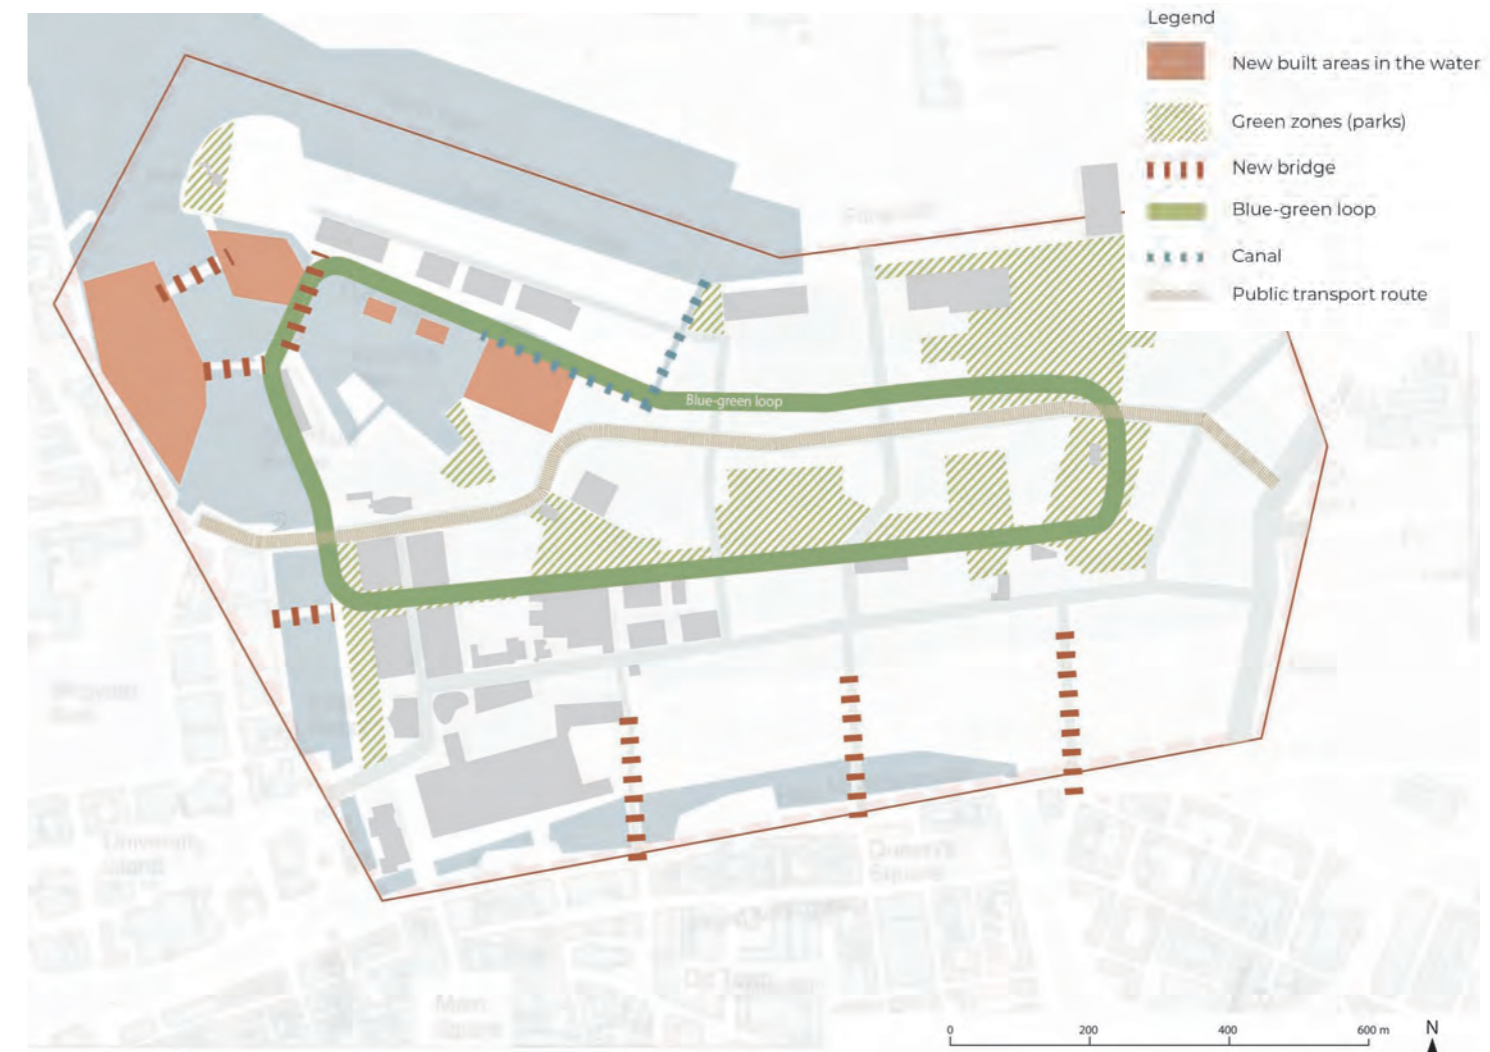 Legend
New built areas in the water
Green zones (parks)
New bridge
Blue-green loop
Canal
Public transport route
Blue-green loop
0 200 400 600 m
N